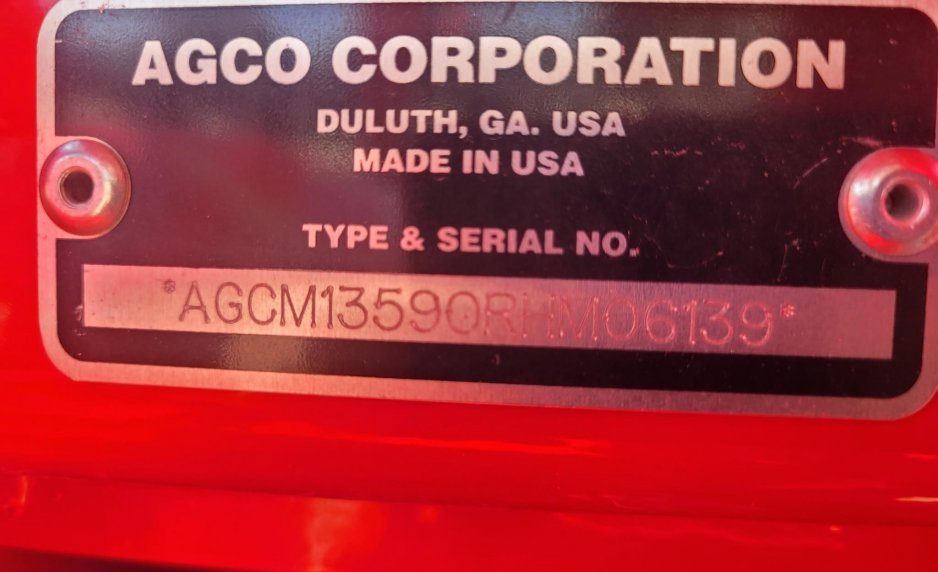 AGCO CORPORATION
DULUTH, GA. USA
MADE IN USA
TYPE & SERIAL NO.
*AGCM13590RHM06139*